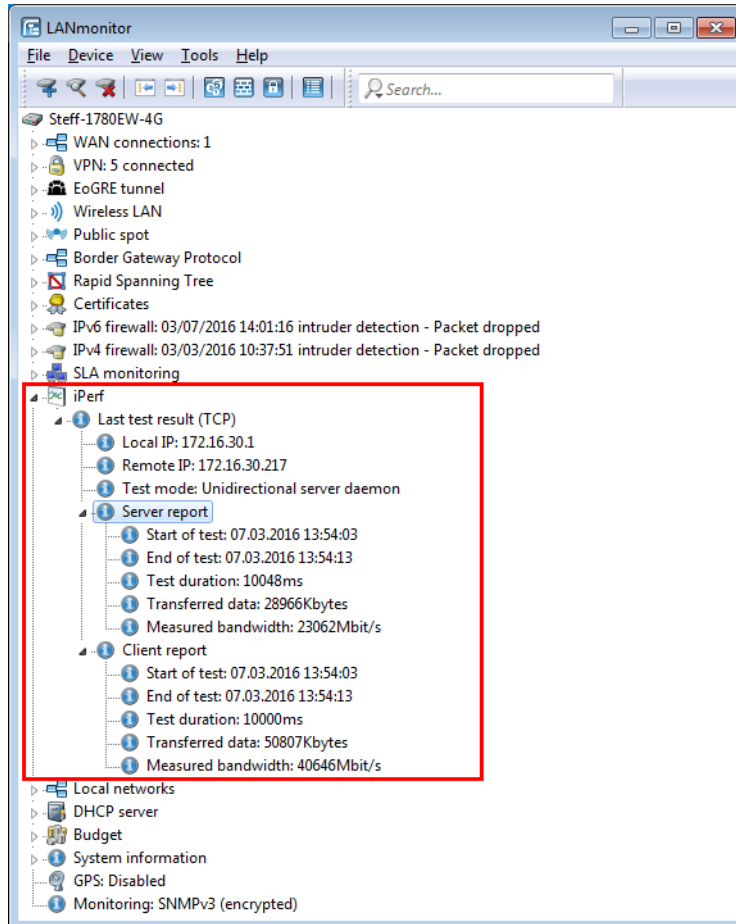 LANmonitor
File Device View Tools Help
Search...
Steff-1780EW-4G
WAN connections: 1
VPN: 5 connected
EoGRE tunnel
Wireless LAN
Public spot
Border Gateway Protocol
Rapid Spanning Tree
Certificates
IPv6 firewall: 03/07/2016 14:01:16 intruder detection - Packet dropped
IPv4 firewall: 03/03/2016 10:37:51 intruder detection - Packet dropped
SLA monitoring
iPerf
Last test result (TCP)
Local IP: 172.16.30.1
Remote IP: 172.16.30.217
Test mode: Unidirectional server daemon
Server report
Start of test: 07.03.2016 13:54:03
End of test: 07.03.2016 13:54:13
Test duration: 10048ms
Transferred data: 28966Kbytes
Measured bandwidth: 23062Mbit/s
Client report
Start of test: 07.03.2016 13:54:03
End of test: 07.03.2016 13:54:13
Test duration: 10000ms
Transferred data: 50807Kbytes
Measured bandwidth: 40646Mbit/s
Local networks
DHCP server
Budget
System information
GPS: Disabled
Monitoring: SNMPv3 (encrypted)